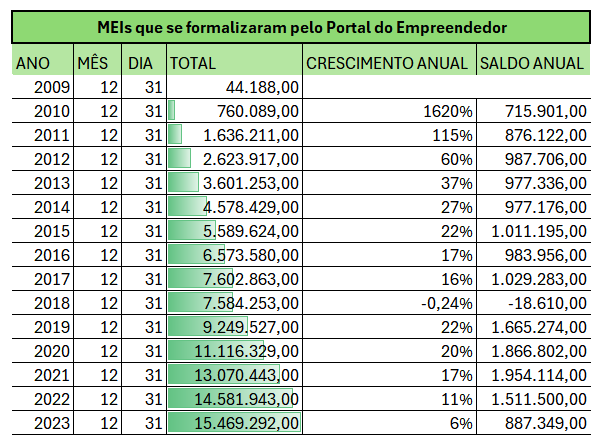 MEIs que se formalizaram pelo Portal do Empreendedor
ANO MÊS DIA TOTAL CRESCIMENTO ANUAL SALDO ANUAL
2009 12 31 44.188,00
2010 12 31 760.089,00 1620% 715.901,00
2011 12 31 1.636.211,00 115% 876.122,00
2012 12 31 2.623.917,00 60% 987.706,00
2013 12 31 3.601.253,00 37% 977.336,00
2014 12 31 4.578.429,00 27% 977.176,00
2015 12 31 5.589.624,00 22% 1.011.195,00
2016 12 31 6.573.580,00 17% 983.956,00
2017 12 31 7.602.863,00 16% 1.029.283,00
2018 12 31 7.584.253,00 -0,24% -18.610,00
2019 12 31 9.249.527,00 22% 1.665.274,00
2020 12 31 11.116.329,00 20% 1.866.802,00
2021 12 31 13.070.443,00 17% 1.954.114,00
2022 12 31 14.581.943,00 11% 1.511.500,00
2023 12 31 15.469.292,00 6% 887.349,00